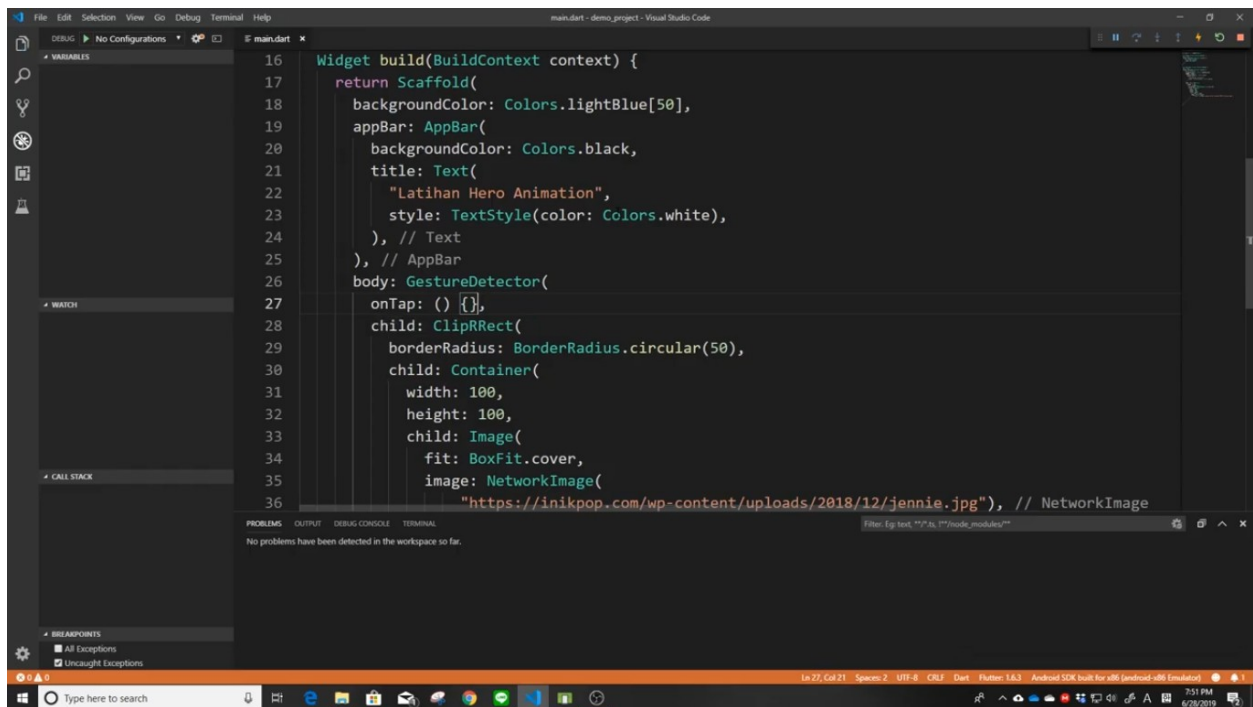 File Edit Selection View Go Debug Terminal Help
main.dart - demo_project - Visual Studio Code
DEBUG No Configurations
main.dart
VARIABLES
16 Widget build(BuildContext context) {
17 return Scaffold(
18 backgroundColor: Colors.lightBlue[50],
19 appBar: AppBar(
20 backgroundColor: Colors.black,
21 title: Text(
22 "Latihan Hero Animation",
23 style: TextStyle(color: Colors.white),
24 ), // Text
25 ), // AppBar
26 body: GestureDetector(
27 onTap: () {},
28 child: ClipRRect(
29 borderRadius: BorderRadius.circular(50),
30 child: Container(
31 width: 100,
32 height: 100,
33 child: Image(
34 fit: BoxFit.cover,
35 image: NetworkImage(
36 "https://inikpop.com/wp-content/uploads/2018/12/jennie.jpg"), // NetworkImage
WATCH
CALL STACK
BREAKPOINTS
All Exceptions
Uncaught Exceptions
PROBLEMS OUTPUT DEBUG CONSOLE TERMINAL
Filter. Eg: text, **/*.ts, !**/node_modules/**
No problems have been detected in the workspace so far.
0 0
Ln 27, Col 21 Spaces: 2 UTF-8 CRLF Dart Flutter: 1.6.3 Android SDK built for x86 (android-x86 Emulator) 1
Type here to search
A
7:51 PM
6/28/2019